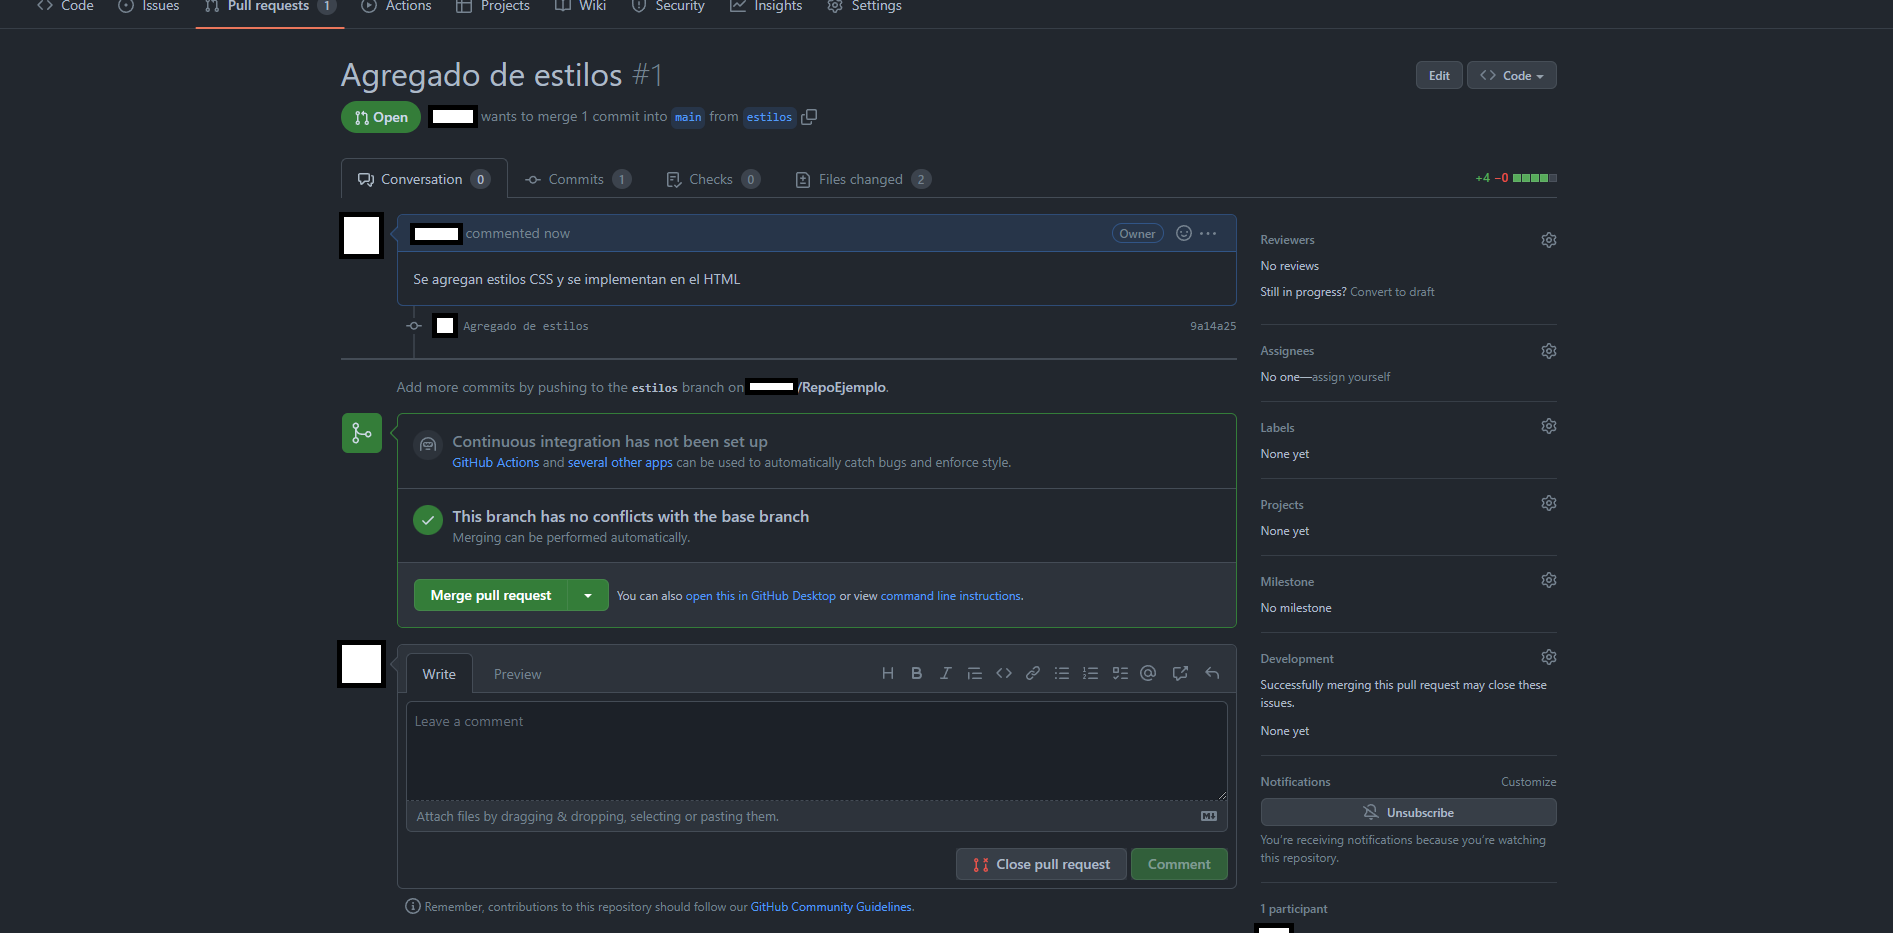 Code Issues Pull requests 1 Actions Projects Wiki Security Insights Settings
Agregado de estilos #1
Edit Code
Open wants to merge 1 commit into main from estilos
Conversation 0 Commits 1 Checks 0 Files changed 2
+4 −0
commented now Owner
Se agregan estilos CSS y se implementan en el HTML
Agregado de estilos 9a14a25
Add more commits by pushing to the estilos branch on /RepoEjemplo.
Continuous integration has not been set up
GitHub Actions and several other apps can be used to automatically catch bugs and enforce style.
This branch has no conflicts with the base branch
Merging can be performed automatically.
Merge pull request You can also open this in GitHub Desktop or view command line instructions.
Write Preview
Leave a comment
Attach files by dragging & dropping, selecting or pasting them.
Close pull request Comment
Remember, contributions to this repository should follow our GitHub Community Guidelines.
Reviewers
No reviews
Still in progress? Convert to draft
Assignees
No one—assign yourself
Labels
None yet
Projects
None yet
Milestone
No milestone
Development
Successfully merging this pull request may close these
issues.
None yet
Notifications Customize
Unsubscribe
You're receiving notifications because you're watching
this repository.
1 participant